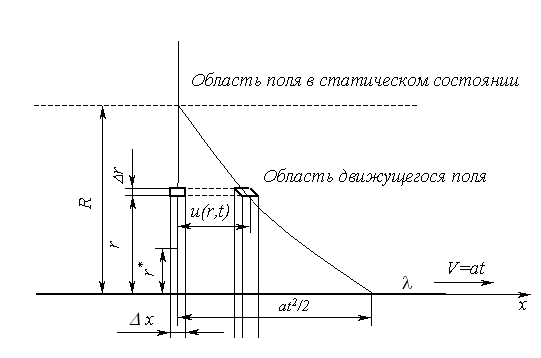 Область поля в статическом состоянии
Область движущегося поля
Δr
R
r
r*
u(r,t)
λ
V=at
x
at²/2
Δ x